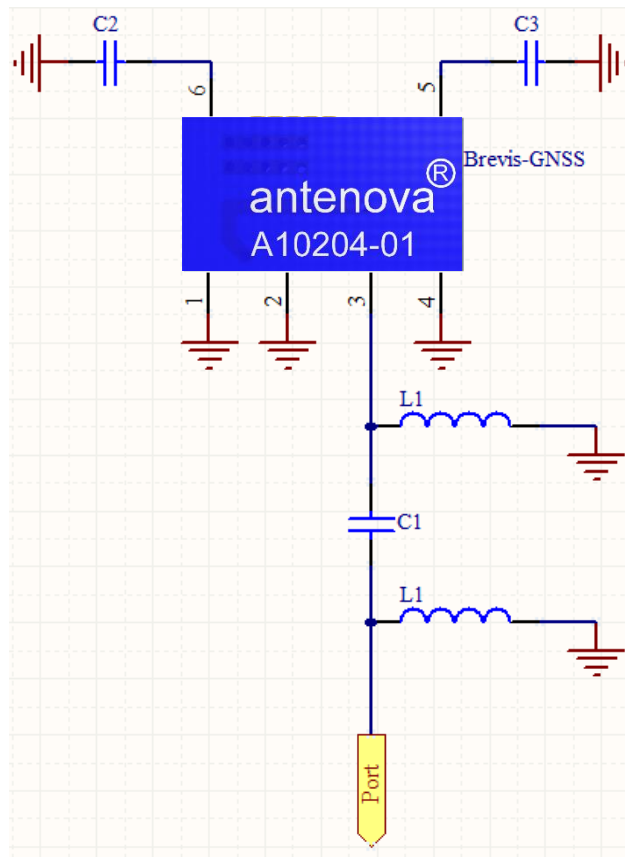 C2
C3
6
5
Brevis-GNSS
antenova®
A10204-01
1
2
3
4
L1
C1
L1
Port